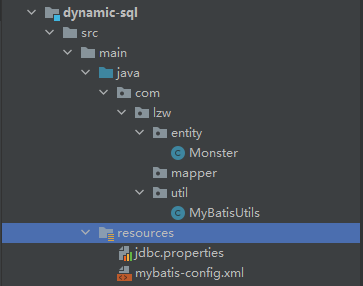 dynamic-sql
src
main
java
com
lzw
entity
Monster
mapper
util
MyBatisUtils
resources
jdbc.properties
mybatis-config.xml